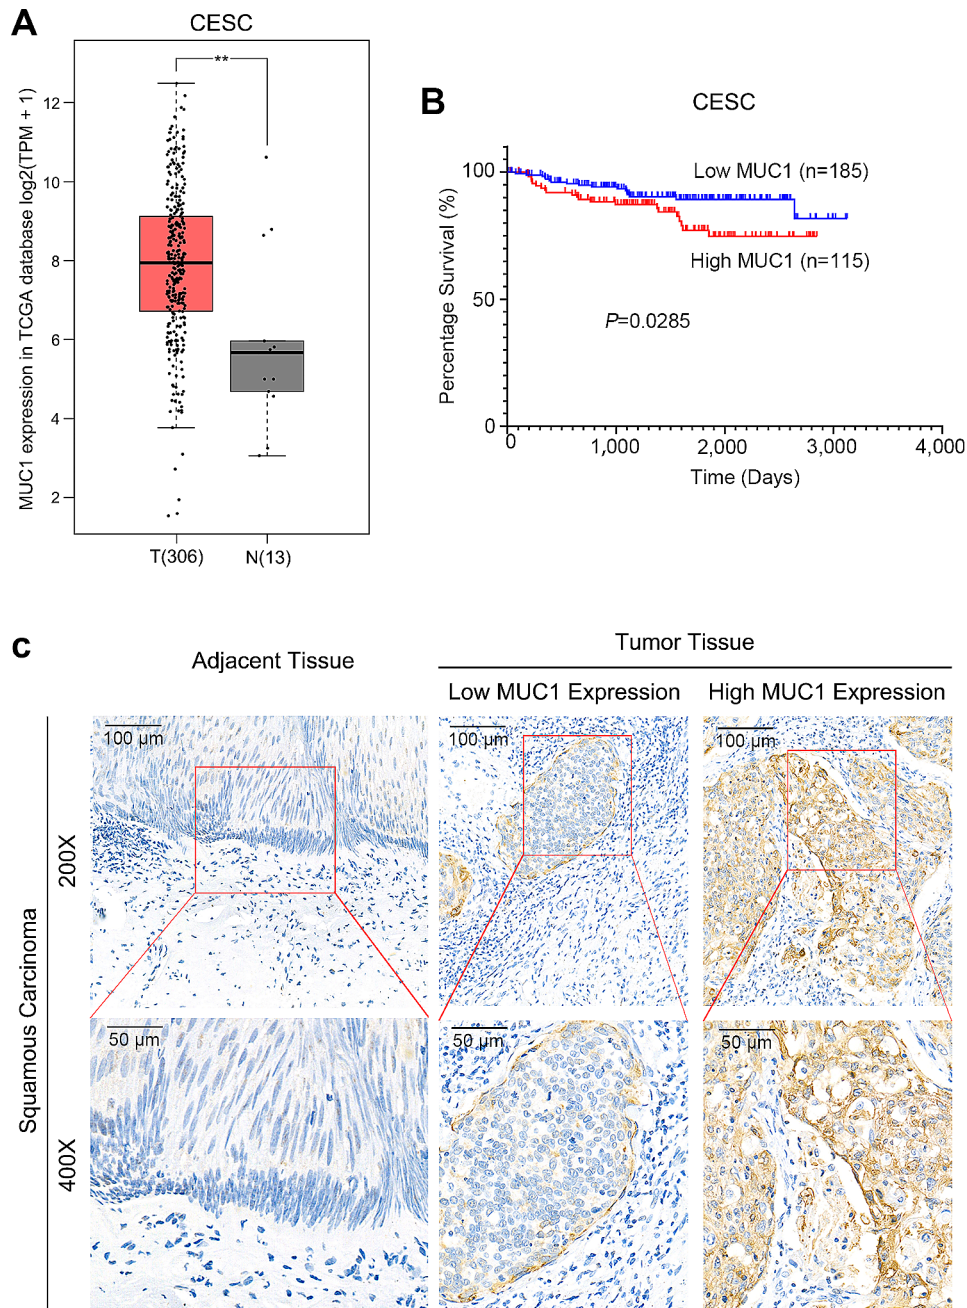 A
CESC
**
MUC1 expression in TCGA database log2(TPM + 1)
12
10
8
6
4
2
T(306)
N(13)
B
CESC
Percentage Survival (%)
100
50
0
Low MUC1 (n=185)
High MUC1 (n=115)
P=0.0285
0
1,000
2,000
3,000
4,000
Time (Days)
c
Adjacent Tissue
Tumor Tissue
Low MUC1 Expression
High MUC1 Expression
Squamous Carcinoma
200X
100 µm
100 µm
100 µm
400X
50 µm
50 µm
50 µm